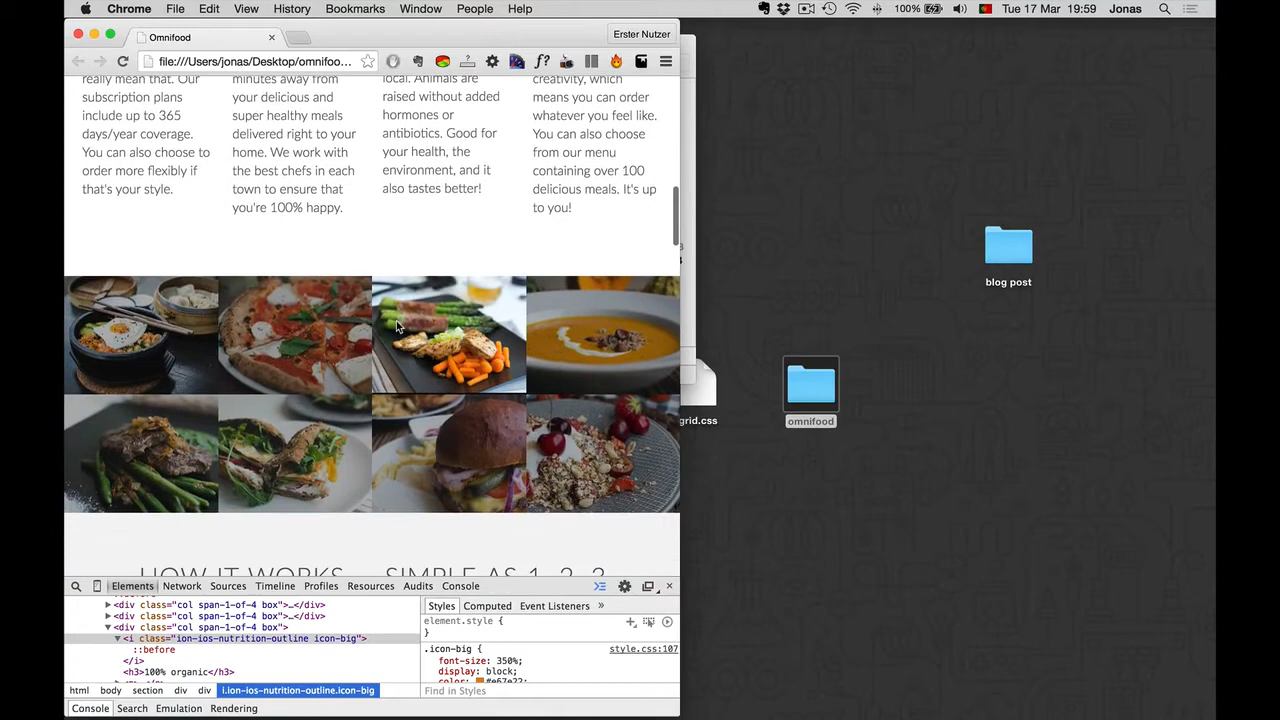 Chrome File Edit View History Bookmarks Window People Help 100% Tue 17 Mar 19:59 Jonas
Omnifood
Erster Nutzer
file:///Users/jonas/Desktop/omnifoo...
f?
really mean that. Our
subscription plans
include up to 365
days/year coverage.
You can also choose to
order more flexibly if
that's your style.
minutes away from
your delicious and
super healthy meals
delivered right to your
home. We work with
the best chefs in each
town to ensure that
you're 100% happy.
local. Animals are
raised without added
hormones or
antibiotics. Good for
your health, the
environment, and it
also tastes better!
creativity, which
means you can order
whatever you feel like.
You can also choose
from our menu
containing over 100
delicious meals. It's up
to you!
blog post
grid.css
omnifood
HOW IT WORKS — SIMPLE AS 1, 2, 3
Elements Network Sources Timeline Profiles Resources Audits Console
<div class="col span-1-of-4 box">…</div>
<div class="col span-1-of-4 box">…</div>
<div class="col span-1-of-4 box">
<i class="ion-ios-nutrition-outline icon-big">
::before
</i>
<h3>100% organic</h3>
Styles Computed Event Listeners »
element.style {
}
.icon-big { style.css:107
font-size: 350%;
display: block;
color: #e67e22;
html body section div div i.ion-ios-nutrition-outline.icon-big
Find in Styles
Console Search Emulation Rendering